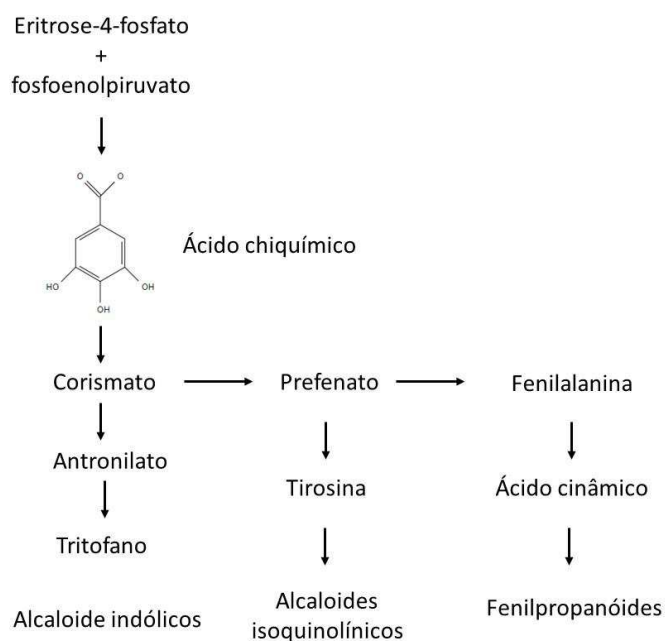 Eritrose-4-fosfato
+
fosfoenolpiruvato
O
O
Ácido chiquímico
HO
OH
OH
Corismato
Prefenato
Fenilalanina
Antronilato
Tirosina
Ácido cinâmico
Tritofano
Alcaloide indólicos
Alcaloides
isoquinolínicos
Fenilpropanóides